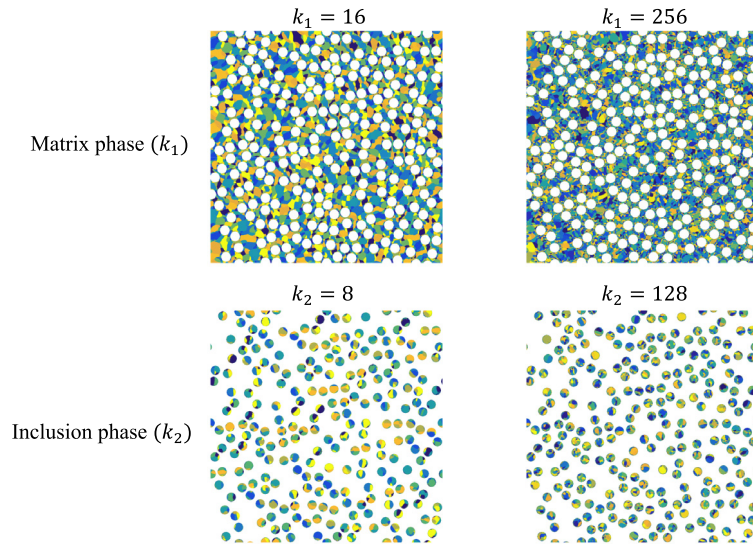 k₁ = 16
k₁ = 256
Matrix phase (k₁)
k₂ = 8
k₂ = 128
Inclusion phase (k₂)